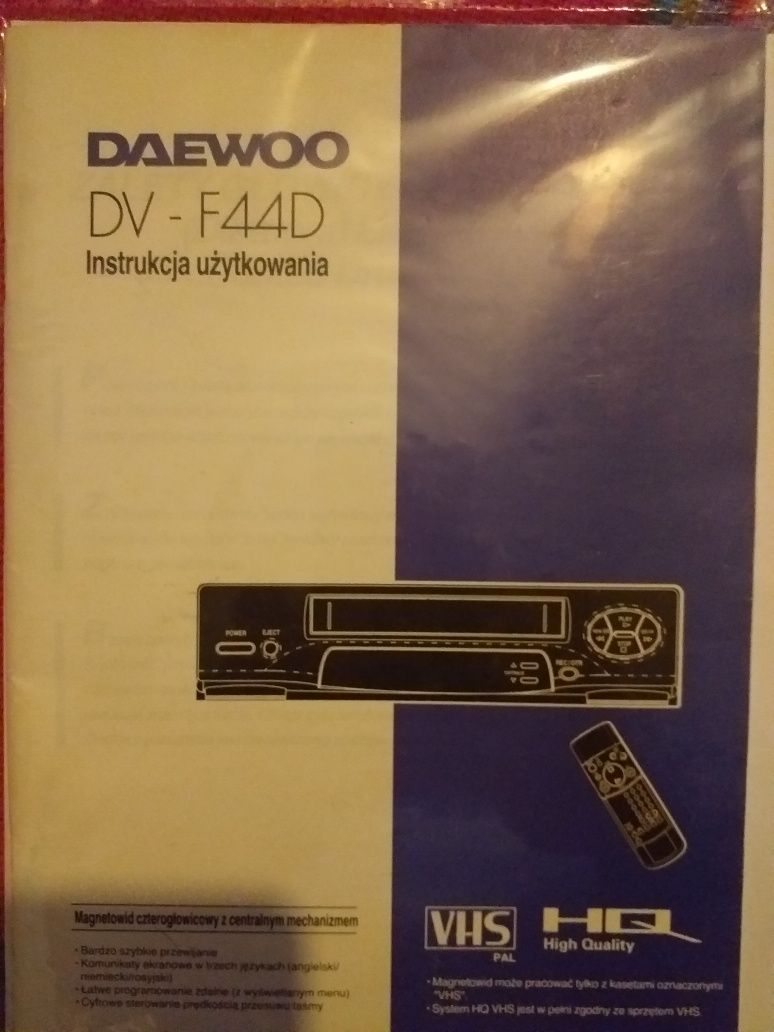 DAEWOO
DV - F44D
Instrukcja użytkowania
POWER
EJECT
PLAY
STOP
REC/OTR
Magnetowid czterogłowicowy z centralnym mechanizmem
• Bardzo szybkie przewijanie
• Komunikaty ekranowe w trzech językach (angielski/
niemiecki/rosyjski)
• Łatwe programowanie zdalne (z wyświetlanym menu)
• Cyfrowe sterowanie prędkością przesuwu taśmy
VHS
PAL
HQ
High Quality
• Magnetowid może pracować tylko z kasetami oznaczonymi
"VHS".
• System HQ VHS jest w pełni zgodny ze sprzętem VHS.